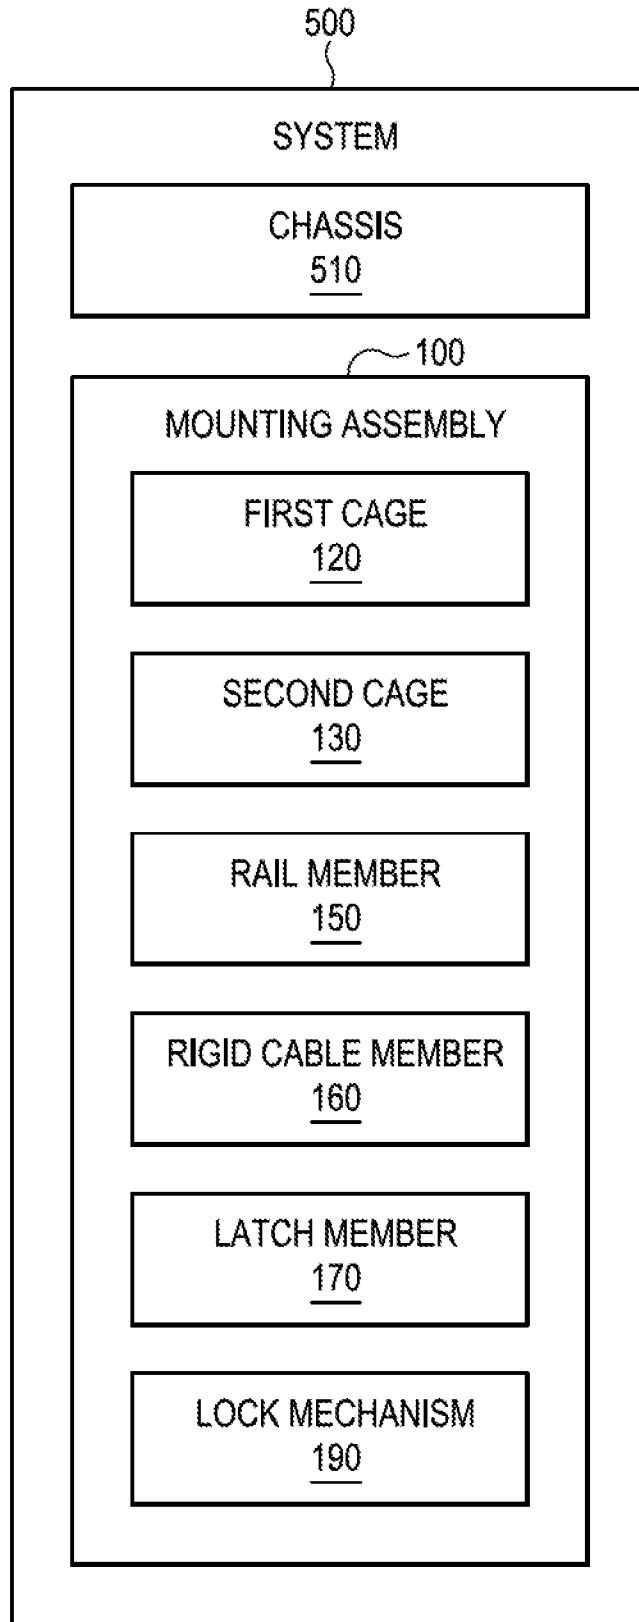 500
SYSTEM
CHASSIS
510
100
MOUNTING ASSEMBLY
FIRST CAGE
120
SECOND CAGE
130
RAIL MEMBER
150
RIGID CABLE MEMBER
160
LATCH MEMBER
170
LOCK MECHANISM
190